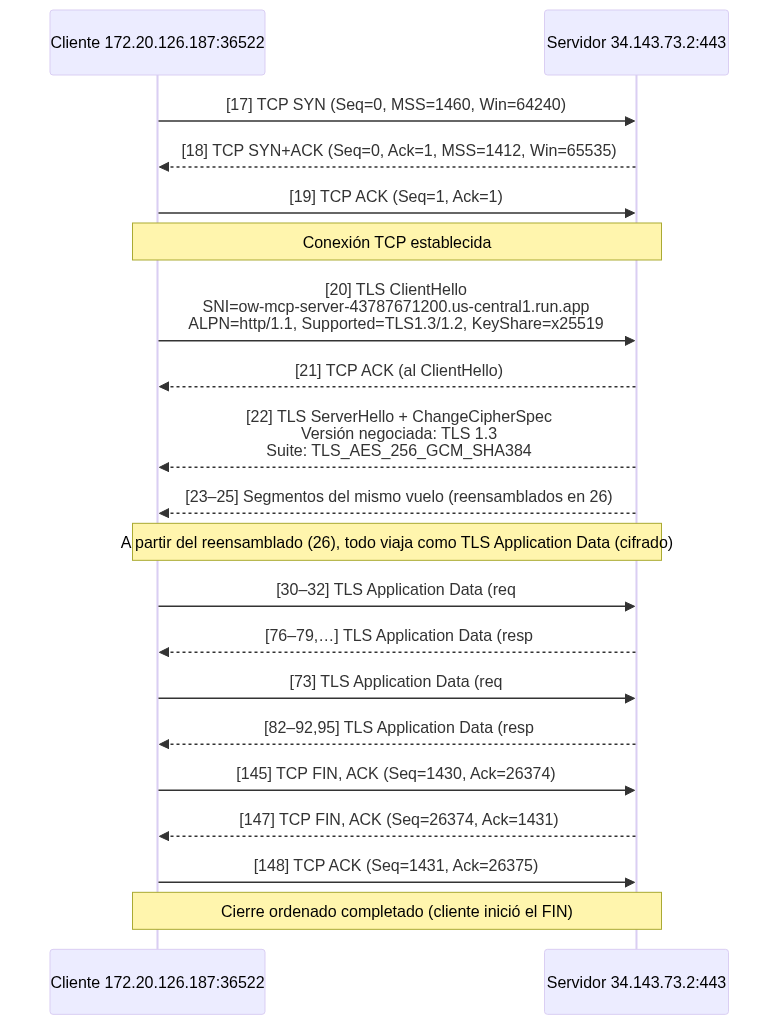 Cliente 172.20.126.187:36522
Servidor 34.143.73.2:443
[17] TCP SYN (Seq=0, MSS=1460, Win=64240)
[18] TCP SYN+ACK (Seq=0, Ack=1, MSS=1412, Win=65535)
[19] TCP ACK (Seq=1, Ack=1)
Conexión TCP establecida
[20] TLS ClientHello
SNI=ow-mcp-server-43787671200.us-central1.run.app
ALPN=http/1.1, Supported=TLS1.3/1.2, KeyShare=x25519
[21] TCP ACK (al ClientHello)
[22] TLS ServerHello + ChangeCipherSpec
Versión negociada: TLS 1.3
Suite: TLS_AES_256_GCM_SHA384
[23–25] Segmentos del mismo vuelo (reensamblados en 26)
A partir del reensamblado (26), todo viaja como TLS Application Data (cifrado)
[30–32] TLS Application Data (req
[76–79,…] TLS Application Data (resp
[73] TLS Application Data (req
[82–92,95] TLS Application Data (resp
[145] TCP FIN, ACK (Seq=1430, Ack=26374)
[147] TCP FIN, ACK (Seq=26374, Ack=1431)
[148] TCP ACK (Seq=1431, Ack=26375)
Cierre ordenado completado (cliente inició el FIN)
Cliente 172.20.126.187:36522
Servidor 34.143.73.2:443